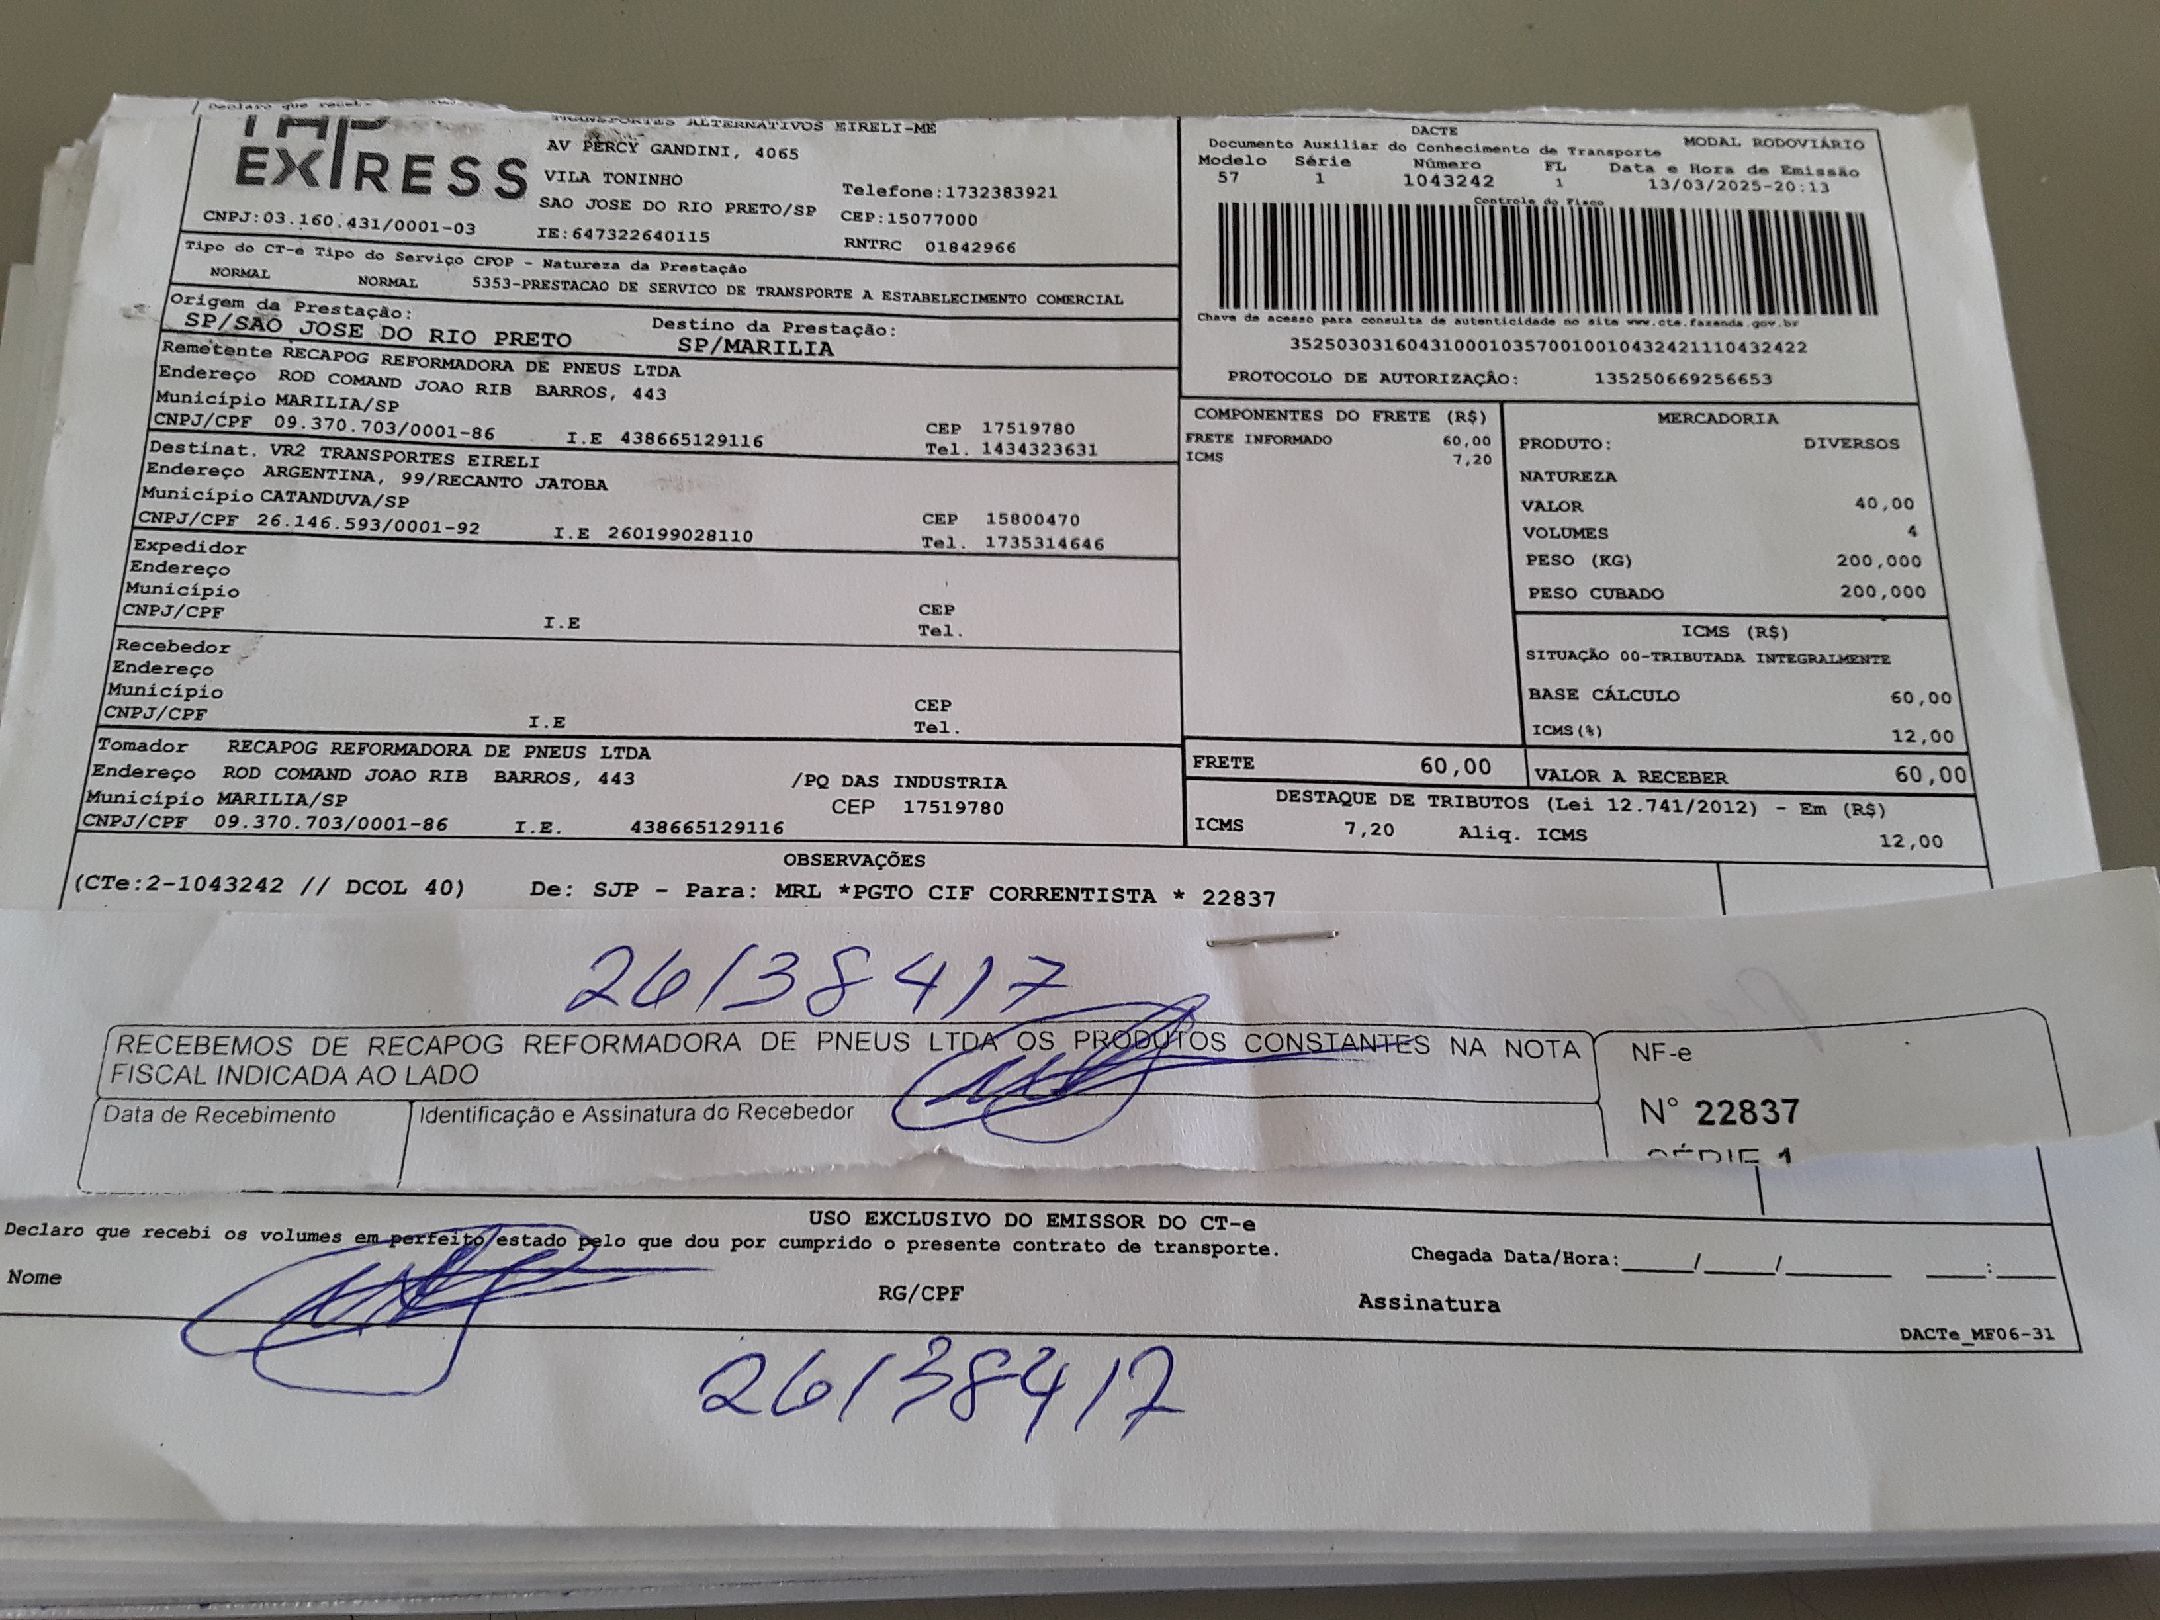 Declaro que
TAP
EXPRESS
TRANSPORTES ALTERNATIVOS EIRELI-ME
AV PERCY GANDINI, 4065
VILA TONINHO
Telefone:1732383921
SAO JOSE DO RIO PRETO/SP CEP:15077000
CNPJ:03.160.431/0001-03 IE:647322640115 RNTRC 01842966
Tipo do CT-e Tipo do Serviço CFOP - Natureza da Prestação
NORMAL NORMAL 5353-PRESTACAO DE SERVICO DE TRANSPORTE A ESTABELECIMENTO COMERCIAL
Origem da Prestação: Destino da Prestação:
SP/SAO JOSE DO RIO PRETO SP/MARILIA
Remetente RECAPOG REFORMADORA DE PNEUS LTDA
Endereço ROD COMAND JOAO RIB BARROS, 443
Município MARILIA/SP CEP 17519780
CNPJ/CPF 09.370.703/0001-86 I.E 438665129116 Tel. 1434323631
Destinat. VR2 TRANSPORTES EIRELI
Endereço ARGENTINA, 99/RECANTO JATOBA
Município CATANDUVA/SP CEP 15800470
CNPJ/CPF 26.146.593/0001-92 I.E 260199028110 Tel. 1735314646
Expedidor
Endereço
Município CEP
CNPJ/CPF I.E Tel.
Recebedor
Endereço
Município CEP
CNPJ/CPF I.E Tel.
Tomador RECAPOG REFORMADORA DE PNEUS LTDA
Endereço ROD COMAND JOAO RIB BARROS, 443 /PQ DAS INDUSTRIA
Município MARILIA/SP CEP 17519780
CNPJ/CPF 09.370.703/0001-86 I.E. 438665129116
DACTE MODAL RODOVIÁRIO
Documento Auxiliar do Conhecimento de Transporte
Modelo Série Número FL Data e Hora de Emissão
57 1 1043242 1 13/03/2025-20:13
Controle do Fisco
Chave de acesso para consulta de autenticidade no site www.cte.fazenda.gov.br
35250303160431000103570010010432421110432422
PROTOCOLO DE AUTORIZAÇÃO: 135250669256653
COMPONENTES DO FRETE (R$)
FRETE INFORMADO 60,00
ICMS 7,20
MERCADORIA
PRODUTO: DIVERSOS
NATUREZA
VALOR 40,00
VOLUMES 4
PESO (KG) 200,000
PESO CUBADO 200,000
ICMS (R$)
SITUAÇÃO 00-TRIBUTADA INTEGRALMENTE
BASE CÁLCULO 60,00
ICMS(%) 12,00
FRETE 60,00 VALOR A RECEBER 60,00
DESTAQUE DE TRIBUTOS (Lei 12.741/2012) - Em (R$)
ICMS 7,20 Aliq. ICMS 12,00
OBSERVAÇÕES
(CTe:2-1043242 // DCOL 40) De: SJP - Para: MRL *PGTO CIF CORRENTISTA * 22837
26138417
RECEBEMOS DE RECAPOG REFORMADORA DE PNEUS LTDA OS PRODUTOS CONSTANTES NA NOTA
FISCAL INDICADA AO LADO
Data de Recebimento Identificação e Assinatura do Recebedor
NF-e
N° 22837
SÉRIE 1
USO EXCLUSIVO DO EMISSOR DO CT-e
Declaro que recebi os volumes em perfeito estado pelo que dou por cumprido o presente contrato de transporte.
Chegada Data/Hora:_____/_____/________ ____:____
Nome RG/CPF Assinatura
DACTe_MF06-31
26138417